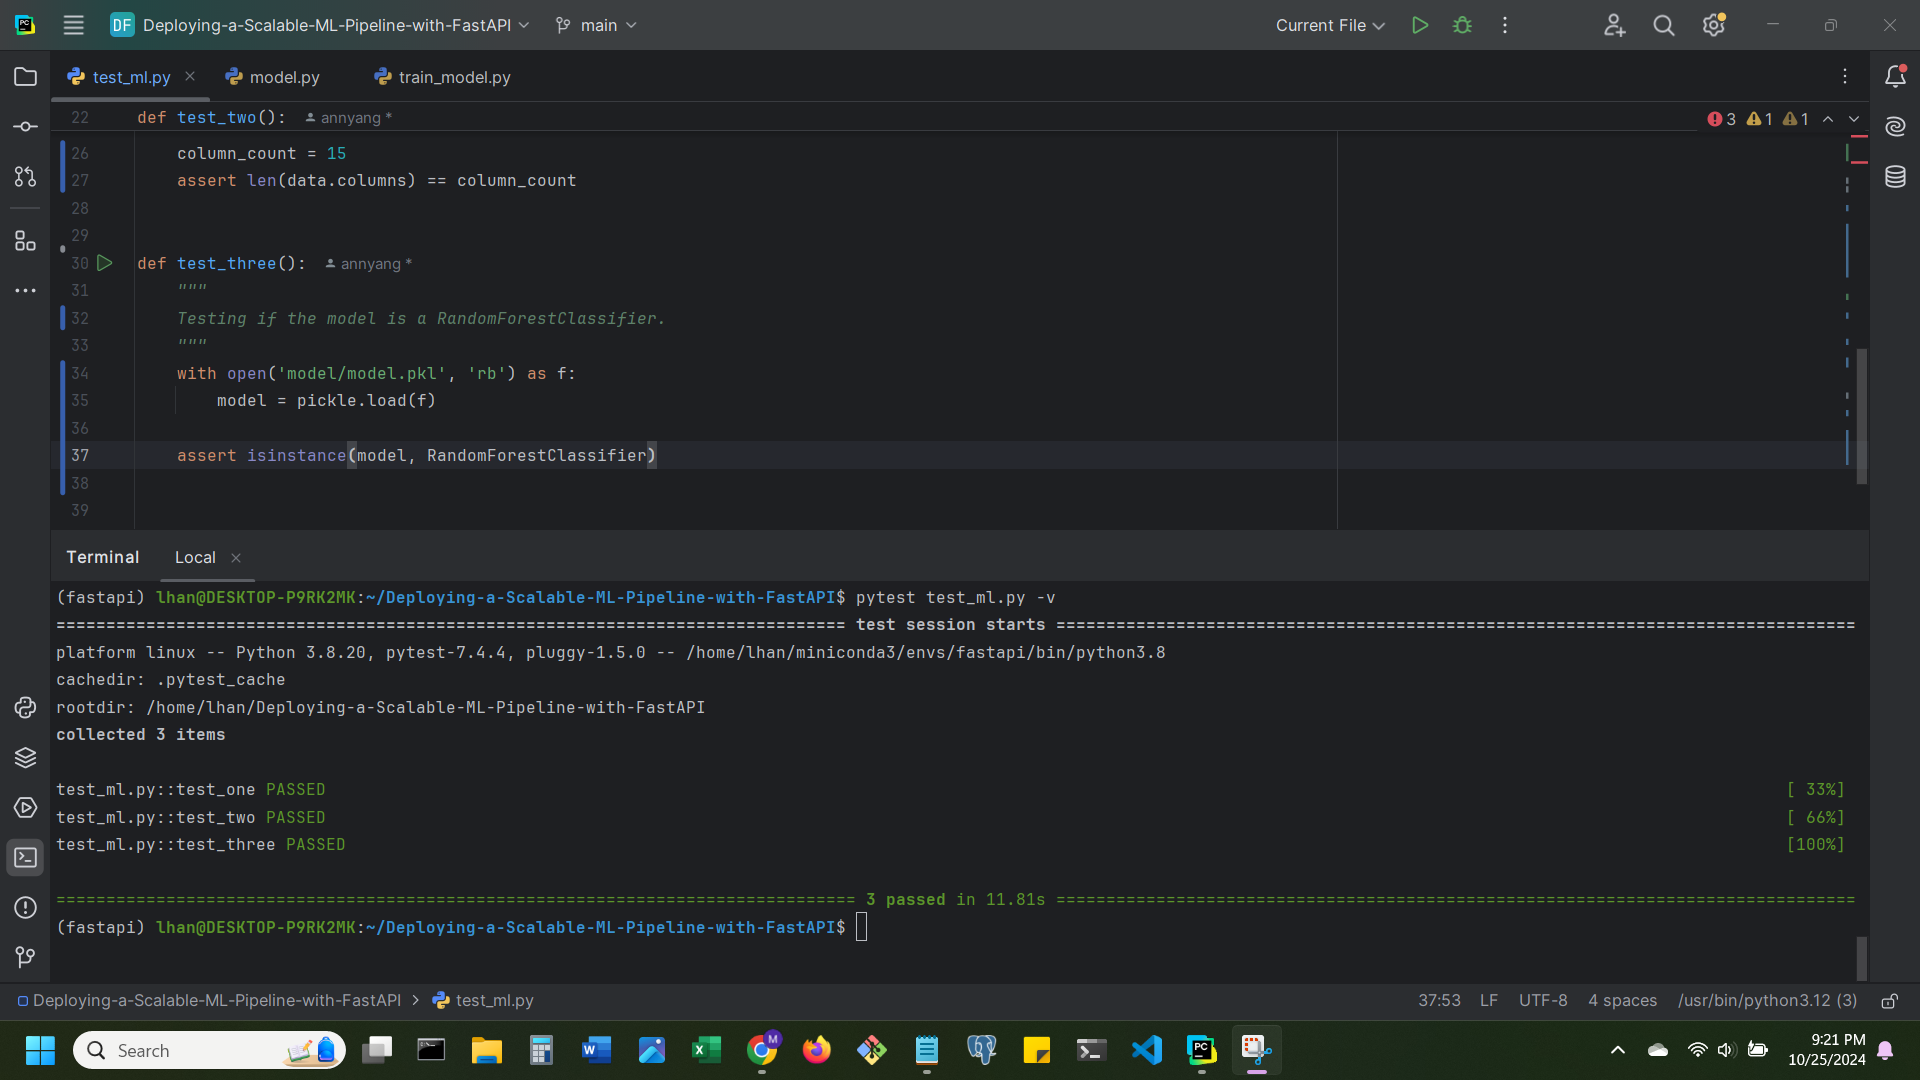 DF Deploying-a-Scalable-ML-Pipeline-with-FastAPI main Current File
test_ml.py model.py train_model.py
22 def test_two(): annyang *
3 1 1
26 column_count = 15
27 assert len(data.columns) == column_count
28
29
30 def test_three(): annyang *
31 """
32 Testing if the model is a RandomForestClassifier.
33 """
34 with open('model/model.pkl', 'rb') as f:
35 model = pickle.load(f)
36
37 assert isinstance(model, RandomForestClassifier)
38
39
Terminal Local
(fastapi) lhan@DESKTOP-P9RK2MK:~/Deploying-a-Scalable-ML-Pipeline-with-FastAPI$ pytest test_ml.py -v
=============================================================================== test session starts ================================================================================
platform linux -- Python 3.8.20, pytest-7.4.4, pluggy-1.5.0 -- /home/lhan/miniconda3/envs/fastapi/bin/python3.8
cachedir: .pytest_cache
rootdir: /home/lhan/Deploying-a-Scalable-ML-Pipeline-with-FastAPI
collected 3 items
test_ml.py::test_one PASSED [ 33%]
test_ml.py::test_two PASSED [ 66%]
test_ml.py::test_three PASSED [100%]
================================================================================ 3 passed in 11.81s ================================================================================
(fastapi) lhan@DESKTOP-P9RK2MK:~/Deploying-a-Scalable-ML-Pipeline-with-FastAPI$
Deploying-a-Scalable-ML-Pipeline-with-FastAPI > test_ml.py 37:53 LF UTF-8 4 spaces /usr/bin/python3.12 (3)
Search
9:21 PM
10/25/2024